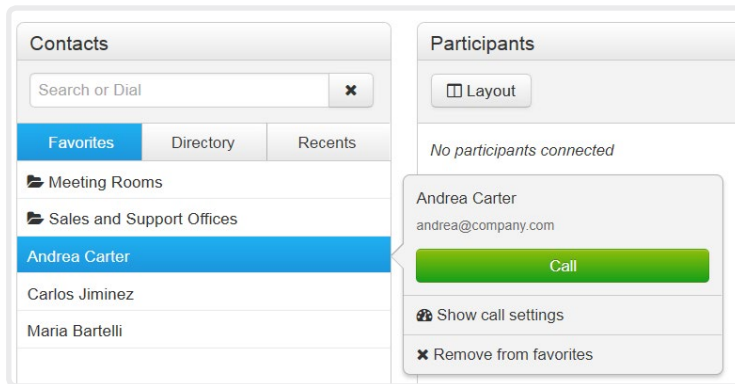 Contacts
Search or Dial
Favorites Directory Recents
Meeting Rooms
Sales and Support Offices
Andrea Carter
Carlos Jiminez
Maria Bartelli
Participants
Layout
No participants connected
Andrea Carter
andrea@company.com
Call
Show call settings
Remove from favorites